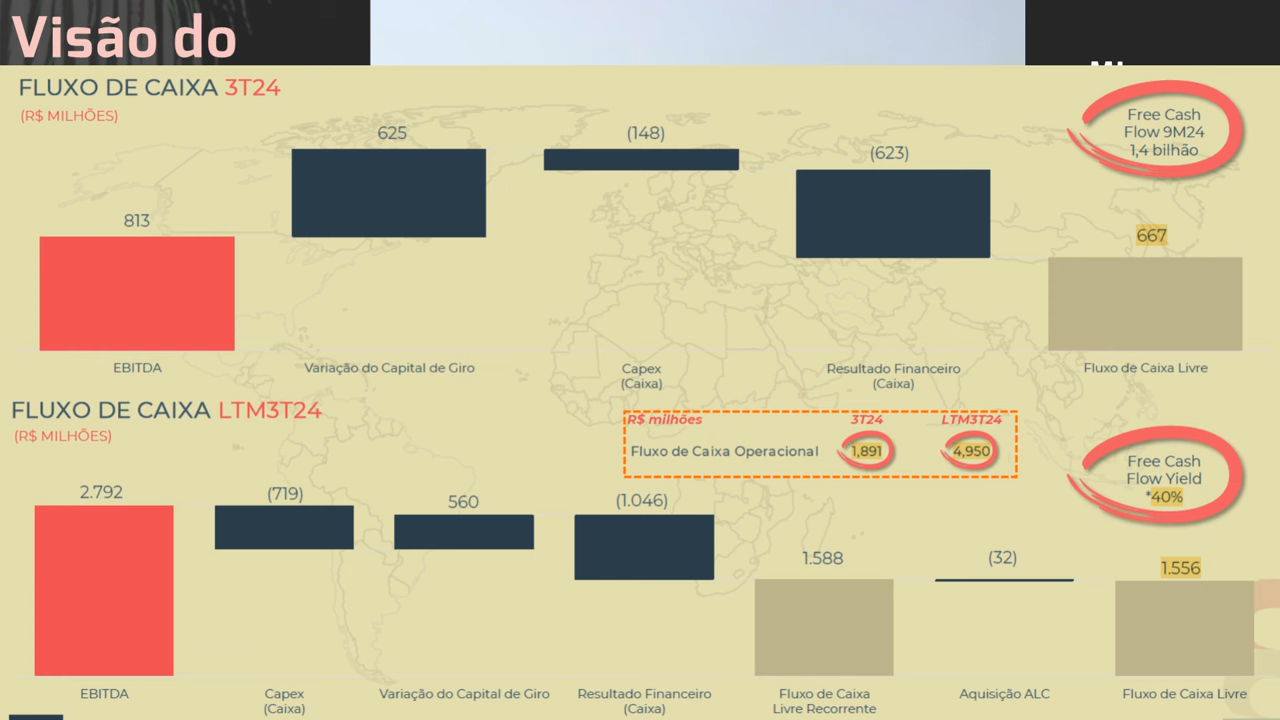 Visão do
FLUXO DE CAIXA 3T24
(R$ MILHÕES)
Free Cash
Flow 9M24
1,4 bilhão
625
(148)
(623)
813
667
EBITDA
Variação do Capital de Giro
Capex
(Caixa)
Resultado Financeiro
(Caixa)
Fluxo de Caixa Livre
FLUXO DE CAIXA LTM3T24
(R$ MILHÕES)
R$ milhões 3T24 LTM3T24
Fluxo de Caixa Operacional 1,891 4,950
Free Cash
Flow Yield
*40%
2.792
(719)
560
(1.046)
1.588
(32)
1.556
EBITDA
Capex
(Caixa)
Variação do Capital de Giro
Resultado Financeiro
(Caixa)
Fluxo de Caixa
Livre Recorrente
Aquisição ALC
Fluxo de Caixa Livre